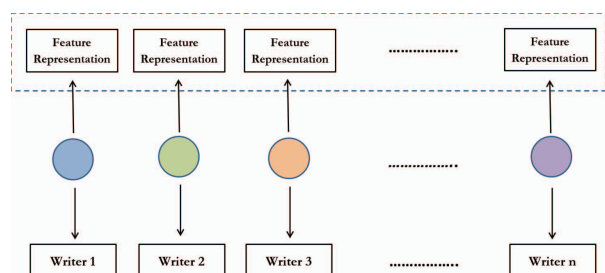 Feature
Representation
Feature
Representation
Feature
Representation
................
Feature
Representation
................
Writer 1
Writer 2
Writer 3
................
Writer n